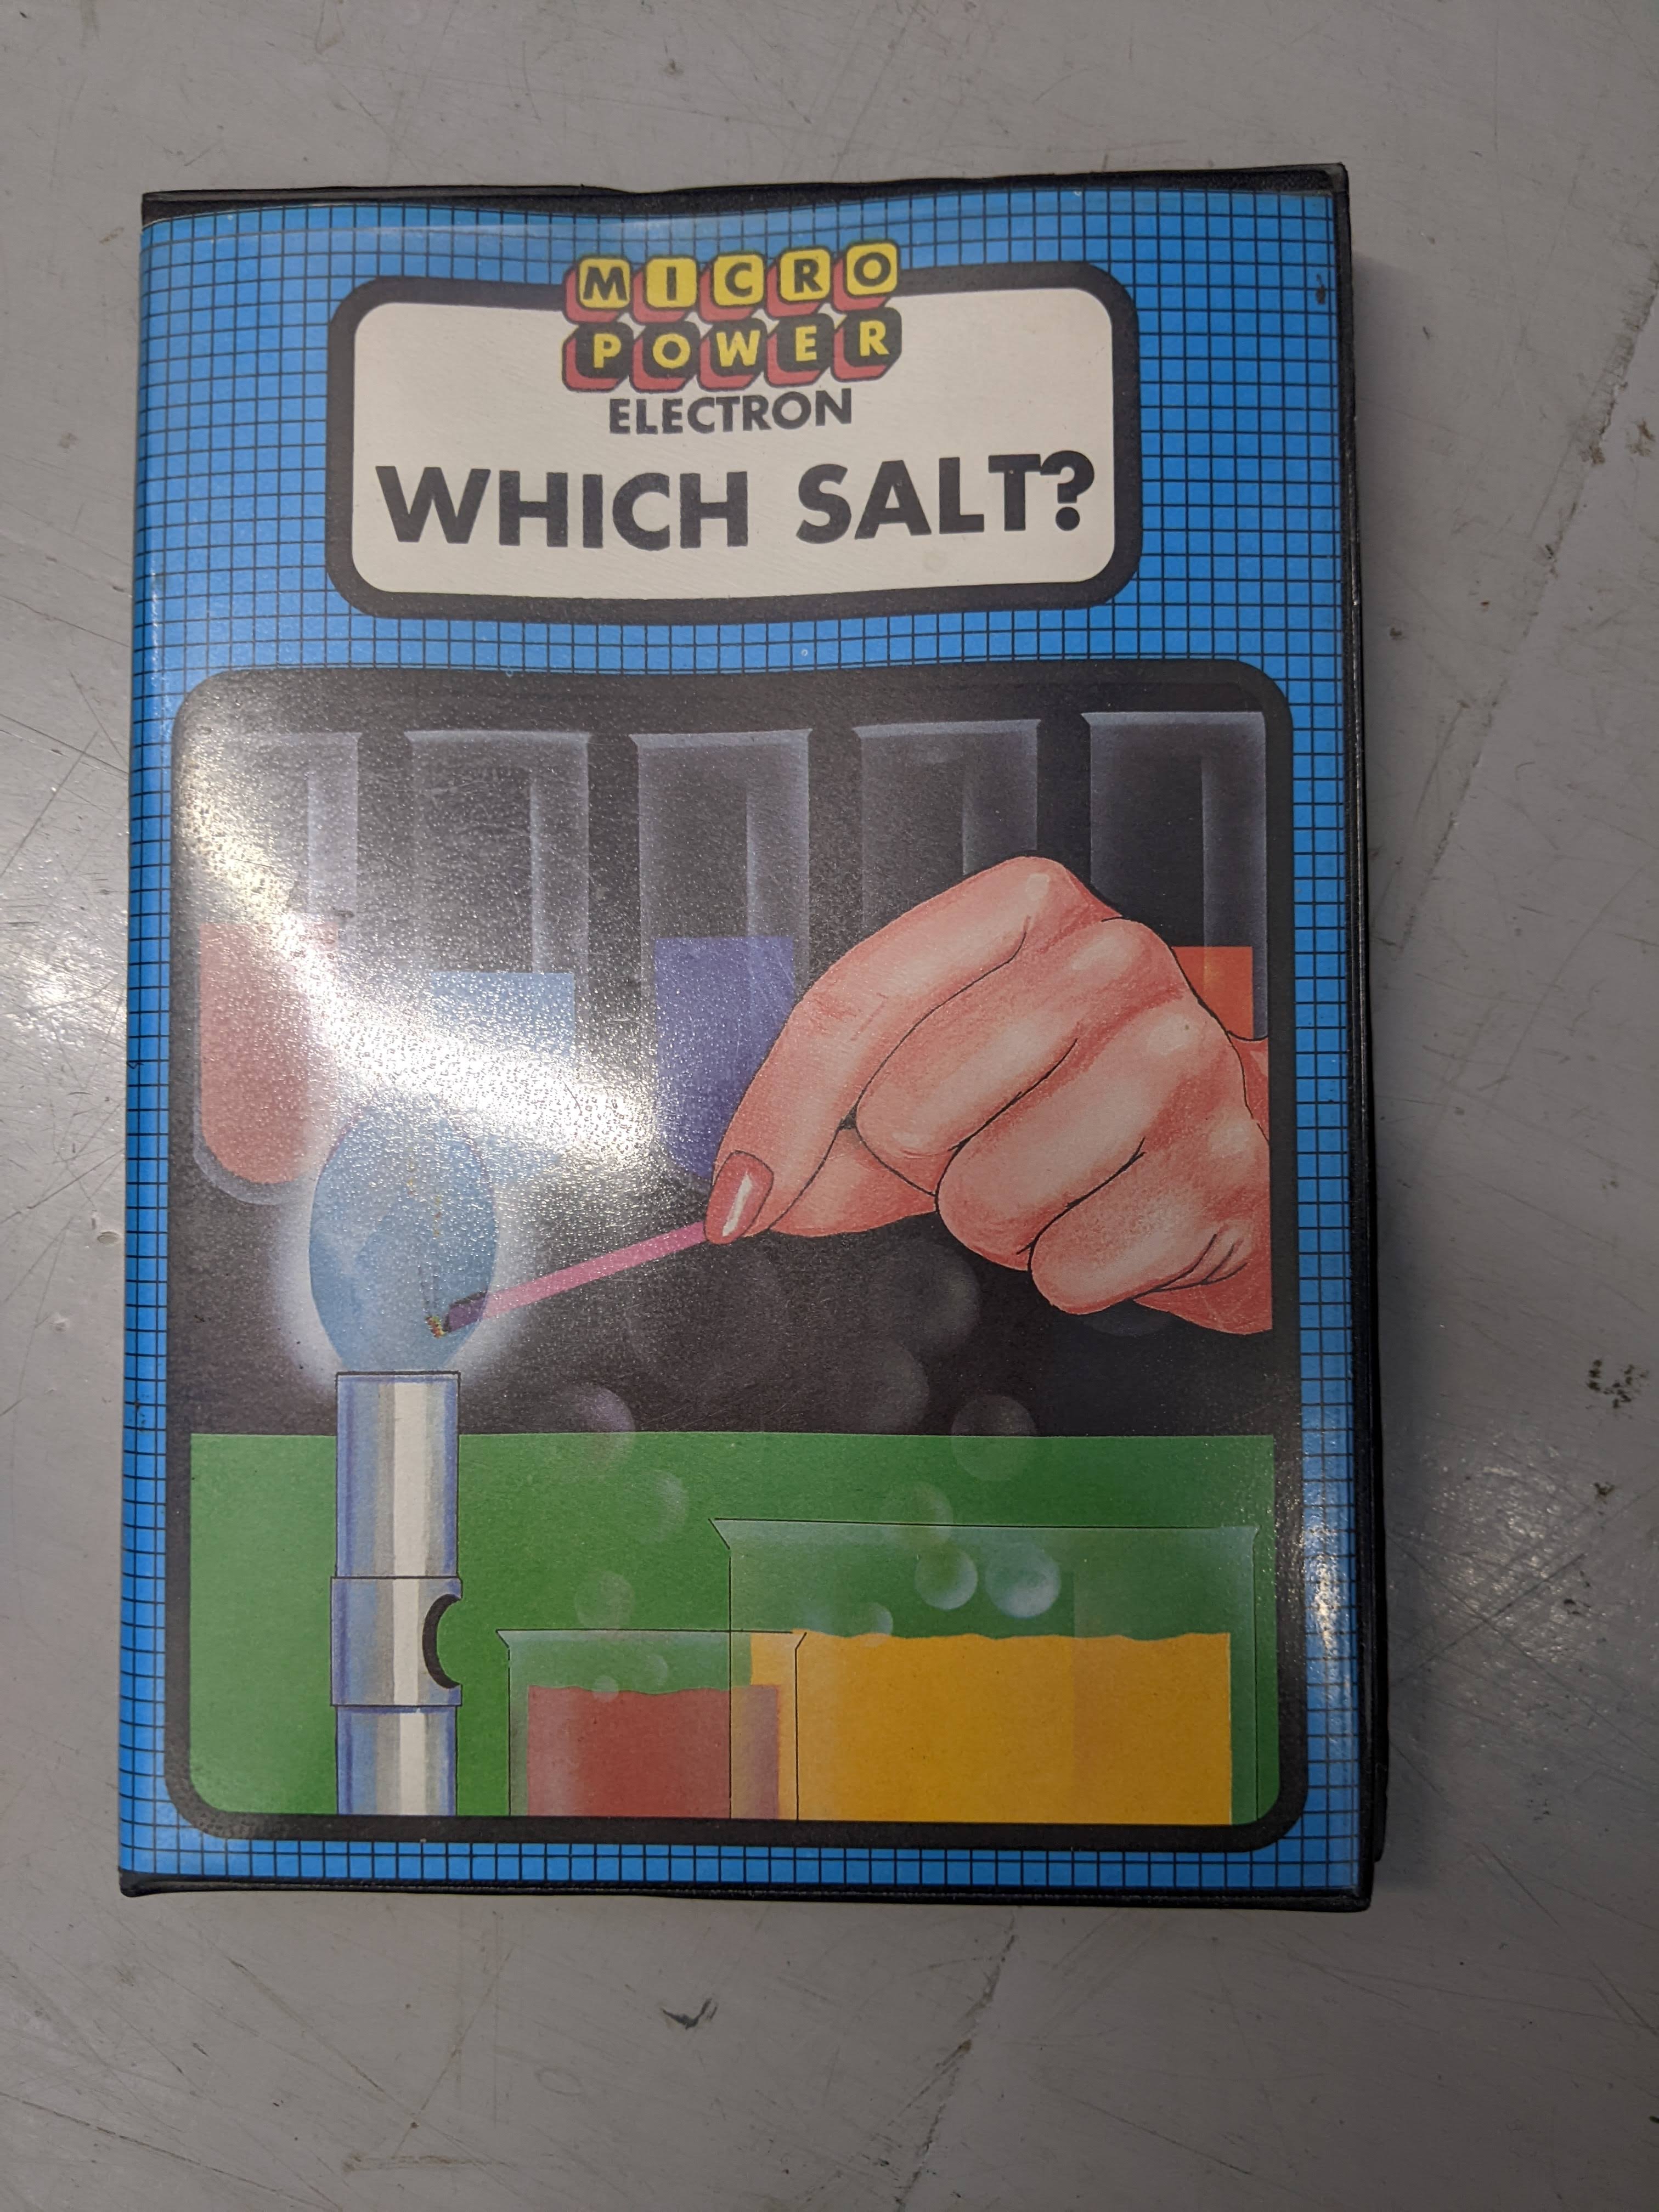 MICRO
POWER
ELECTRON
WHICH SALT?